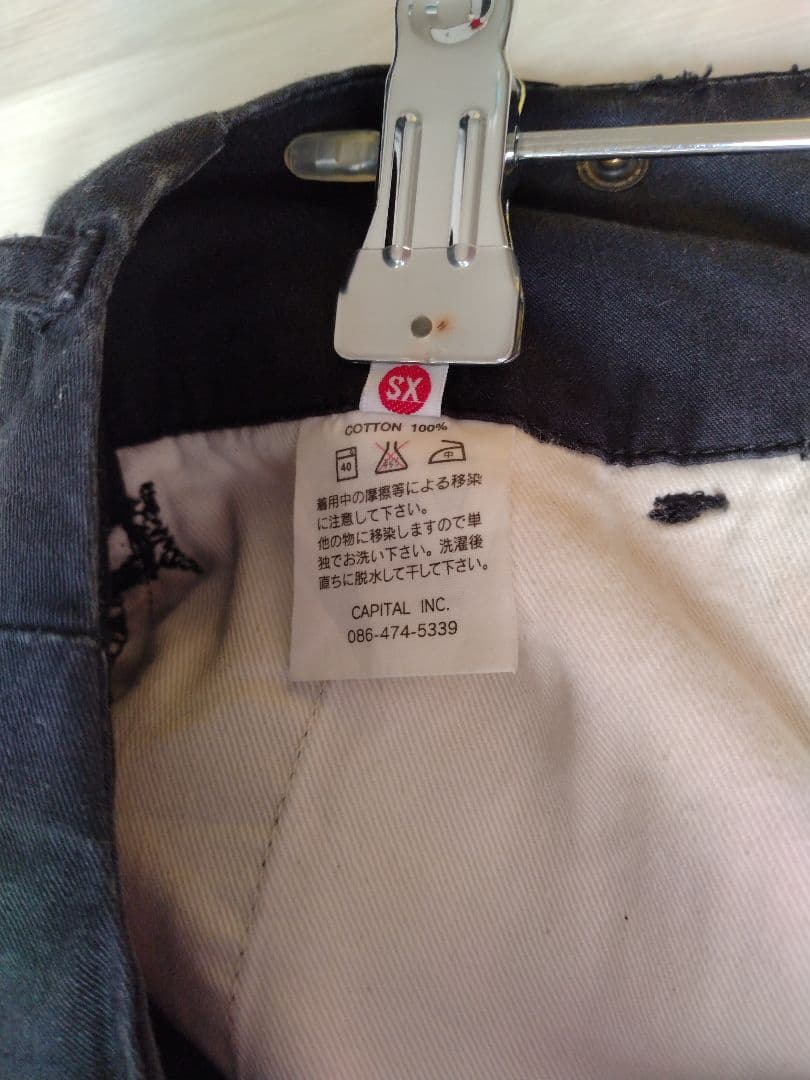 SX
COTTON 100%
40
中
着用中の摩擦等による移染
に注意して下さい。
他の物に移染しますので単
独でお洗い下さい。洗濯後
直ちに脱水して干して下さい。
CAPITAL INC.
086-474-5339